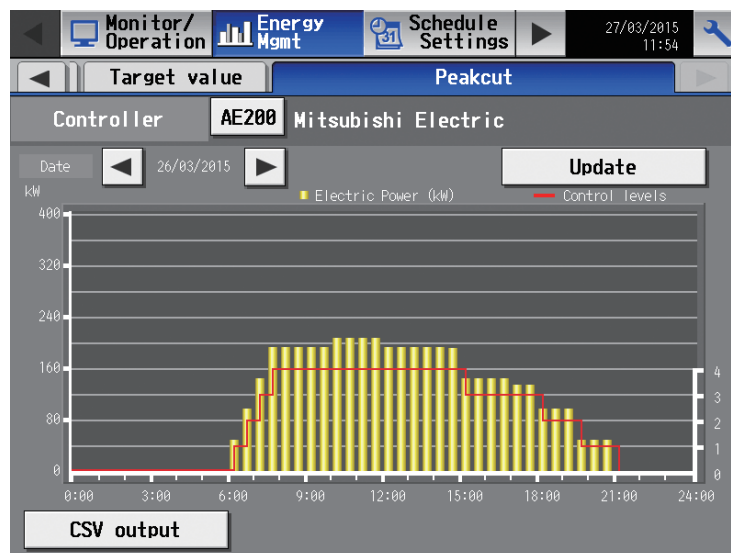 Monitor/
Operation
Energy
Mgmt
31
Schedule
Settings
27/03/2015
11:54
Target value
Peakcut
Controller
AE200
Mitsubishi Electric
Date
26/03/2015
Update
kW
Electric Power (kW)
Control levels
400
320
240
160
80
0
4
3
2
1
0
0:00 3:00 6:00 9:00 12:00 15:00 18:00 21:00 24:00
CSV output